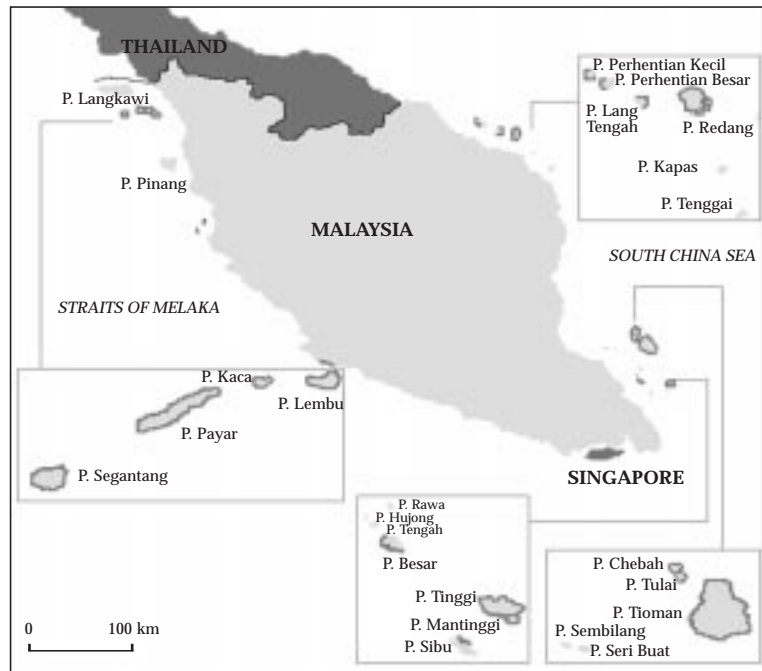 THAILAND
P. Langkawi
P. Pinang
MALAYSIA
STRAITS OF MELAKA
SOUTH CHINA SEA
SINGAPORE
P. Perhentian Kecil
P. Perhentian Besar
P. Lang
Tengah
P. Redang
P. Kapas
P. Tenggai
P. Kaca
P. Lembu
P. Payar
P. Segantang
P. Rawa
P. Hujong
P. Tengah
P. Besar
P. Tinggi
P. Mantinggi
P. Sibu
P. Chebah
P. Tulai
P. Tioman
P. Sembilang
P. Seri Buat
0 100 km